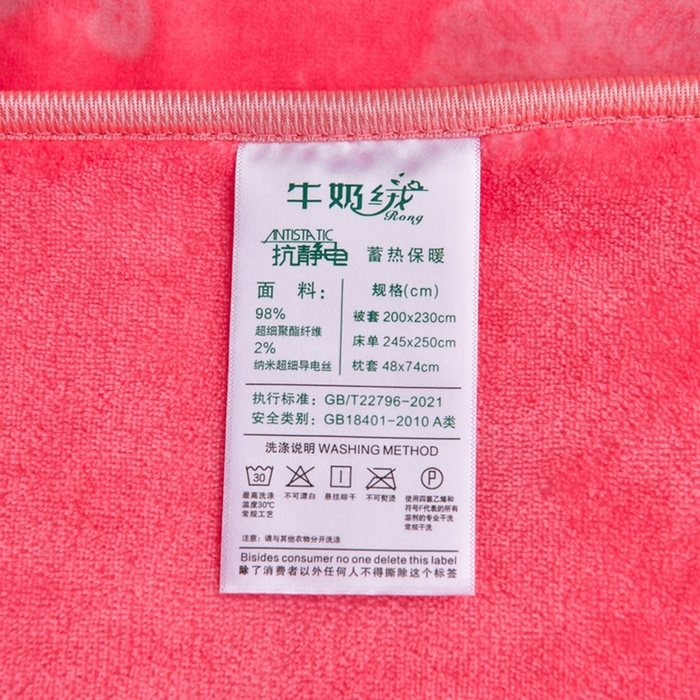 牛奶绒
Rong
ANTISTATIC
抗静电 蓄热保暖
面 料:
98%
超细聚酯纤维
2%
纳米超细导电丝
规格(cm)
被套 200x230cm
床单 245x250cm
枕套 48x74cm
执行标准: GB/T22796-2021
安全类别: GB18401-2010 A类
洗涤说明 WASHING METHOD
30
P
最高洗涤
温度30℃
常规工艺
不可漂白
悬挂晾干
不可熨烫
使用四氯乙烯和
符号F代表的所有
溶剂的专业干洗
常规干洗
注意: 请与其他衣物分开洗涤
Bisides consumer no one delete this label
除了消费者以外任何人不得撕除这个标签